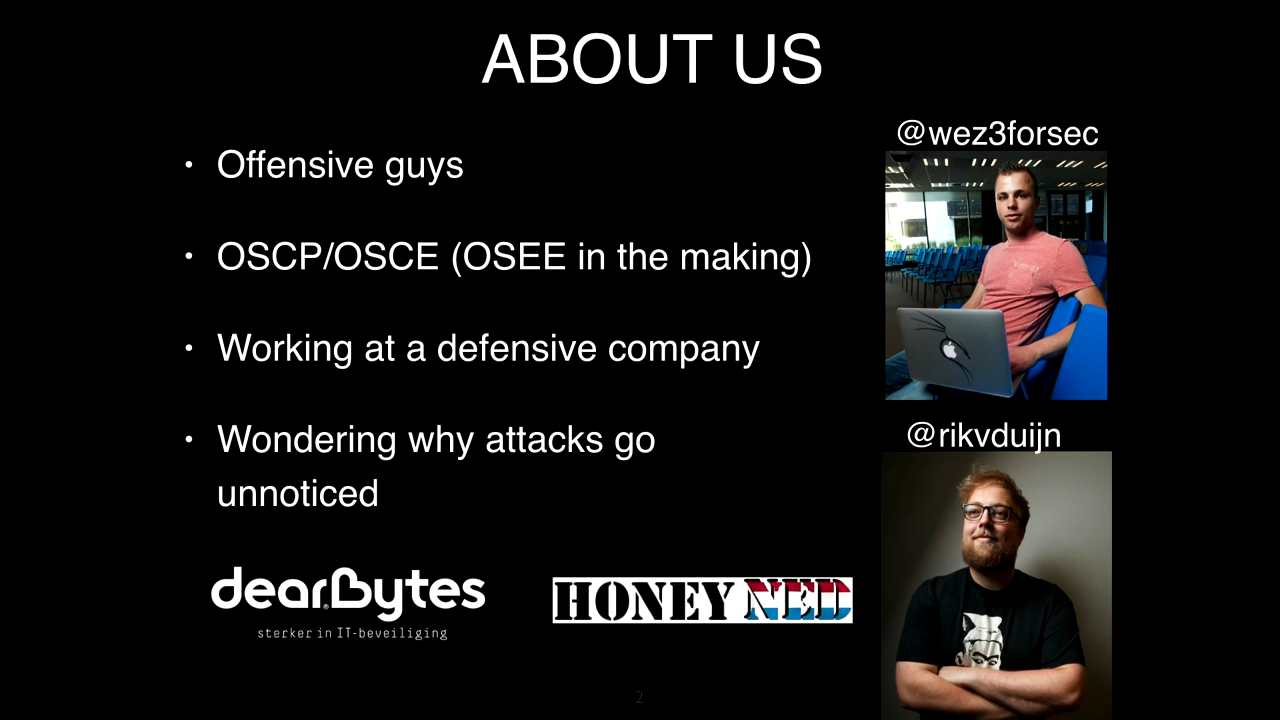 ABOUT US
• Offensive guys
• OSCP/OSCE (OSEE in the making)
• Working at a defensive company
• Wondering why attacks go
unnoticed
@wez3forsec
@rikvduijn
dearBytes®
sterker in IT-beveiliging
HONEYNED
2